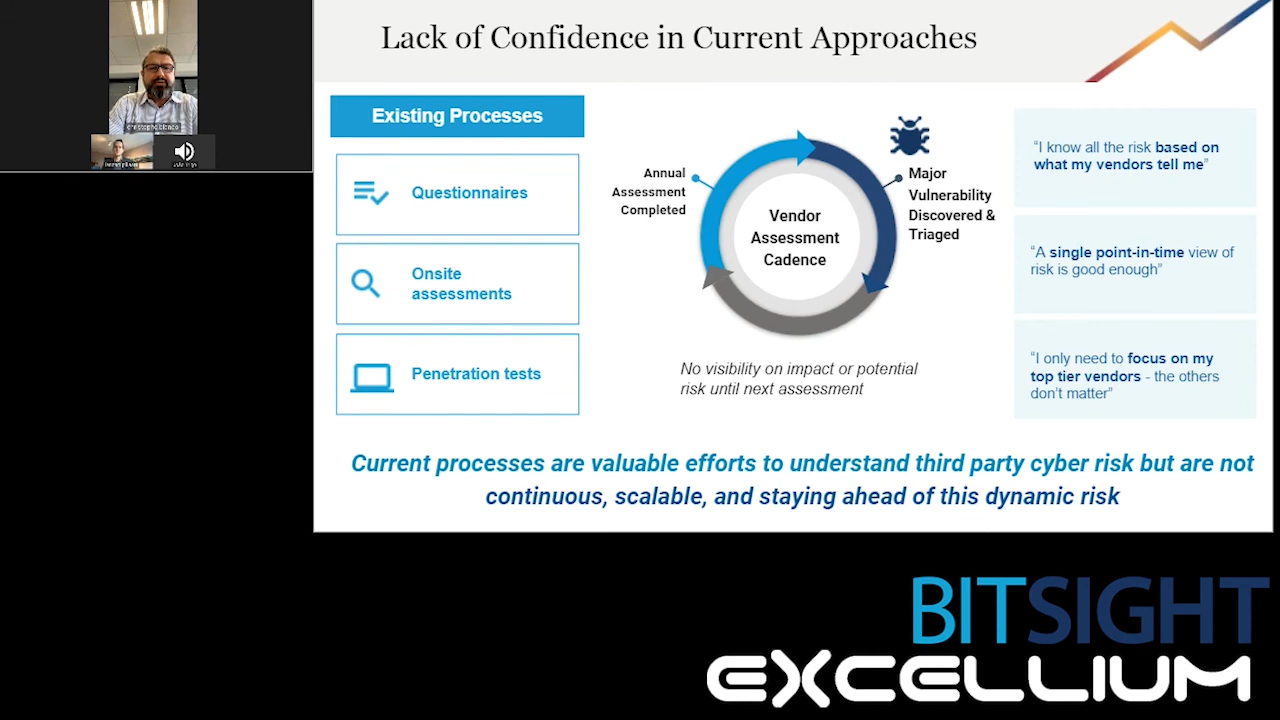 Lack of Confidence in Current Approaches
Existing Processes
Questionnaires
Onsite
assessments
Penetration tests
Annual
Assessment
Completed
Vendor
Assessment
Cadence
Major
Vulnerability
Discovered &
Triaged
No visibility on impact or potential
risk until next assessment
“I know all the risk based on
what my vendors tell me”
“A single point-in-time view of
risk is good enough”
“I only need to focus on my
top tier vendors - the others
don’t matter”
Current processes are valuable efforts to understand third party cyber risk but are not
continuous, scalable, and staying ahead of this dynamic risk
BITSIGHT
EXCELLIUM